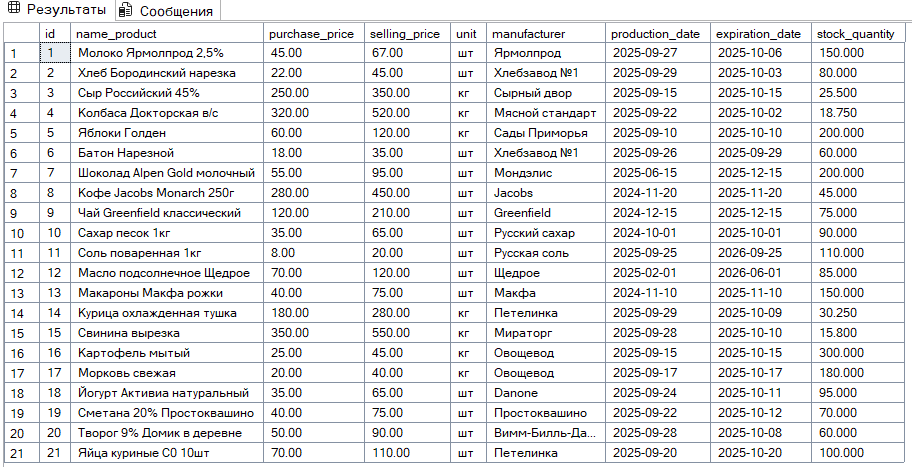 Результаты Сообщения
id name_product purchase_price selling_price unit manufacturer production_date expiration_date stock_quantity
1 1 Молоко Ярмолпрод 2,5% 45.00 67.00 шт Ярмолпрод 2025-09-27 2025-10-06 150.000
2 2 Хлеб Бородинский нарезка 22.00 45.00 шт Хлебзавод №1 2025-09-29 2025-10-03 80.000
3 3 Сыр Российский 45% 250.00 350.00 кг Сырный двор 2025-09-15 2025-10-15 25.500
4 4 Колбаса Докторская в/с 320.00 520.00 кг Мясной стандарт 2025-09-22 2025-10-02 18.750
5 5 Яблоки Голден 60.00 120.00 кг Сады Приморья 2025-09-10 2025-10-10 200.000
6 6 Батон Нарезной 18.00 35.00 шт Хлебзавод №1 2025-09-26 2025-09-29 60.000
7 7 Шоколад Alpen Gold молочный 55.00 95.00 шт Мондэлис 2025-06-15 2025-12-15 200.000
8 8 Кофе Jacobs Monarch 250г 280.00 450.00 шт Jacobs 2024-11-20 2025-11-20 45.000
9 9 Чай Greenfield классический 120.00 210.00 шт Greenfield 2024-12-15 2025-12-15 75.000
10 10 Сахар песок 1кг 35.00 65.00 шт Русский сахар 2024-10-01 2025-10-01 90.000
11 11 Соль поваренная 1кг 8.00 20.00 шт Русская соль 2025-09-25 2026-09-25 110.000
12 12 Масло подсолнечное Щедрое 70.00 120.00 шт Щедрое 2025-02-01 2026-06-01 85.000
13 13 Макароны Макфа рожки 40.00 75.00 шт Макфа 2024-11-10 2025-11-10 150.000
14 14 Курица охлажденная тушка 180.00 280.00 кг Петелинка 2025-09-29 2025-10-09 30.250
15 15 Свинина вырезка 350.00 550.00 кг Мираторг 2025-09-28 2025-10-10 15.800
16 16 Картофель мытый 25.00 45.00 кг Овощевод 2025-09-15 2025-10-15 300.000
17 17 Морковь свежая 20.00 40.00 кг Овощевод 2025-09-17 2025-10-17 180.000
18 18 Йогурт Активиа натуральный 35.00 65.00 шт Danone 2025-09-24 2025-10-11 95.000
19 19 Сметана 20% Простоквашино 40.00 75.00 шт Простоквашино 2025-09-22 2025-10-12 70.000
20 20 Творог 9% Домик в деревне 50.00 90.00 шт Вимм-Билль-Да... 2025-09-28 2025-10-08 60.000
21 21 Яйца куриные С0 10шт 70.00 110.00 шт Петелинка 2025-09-20 2025-10-20 100.000